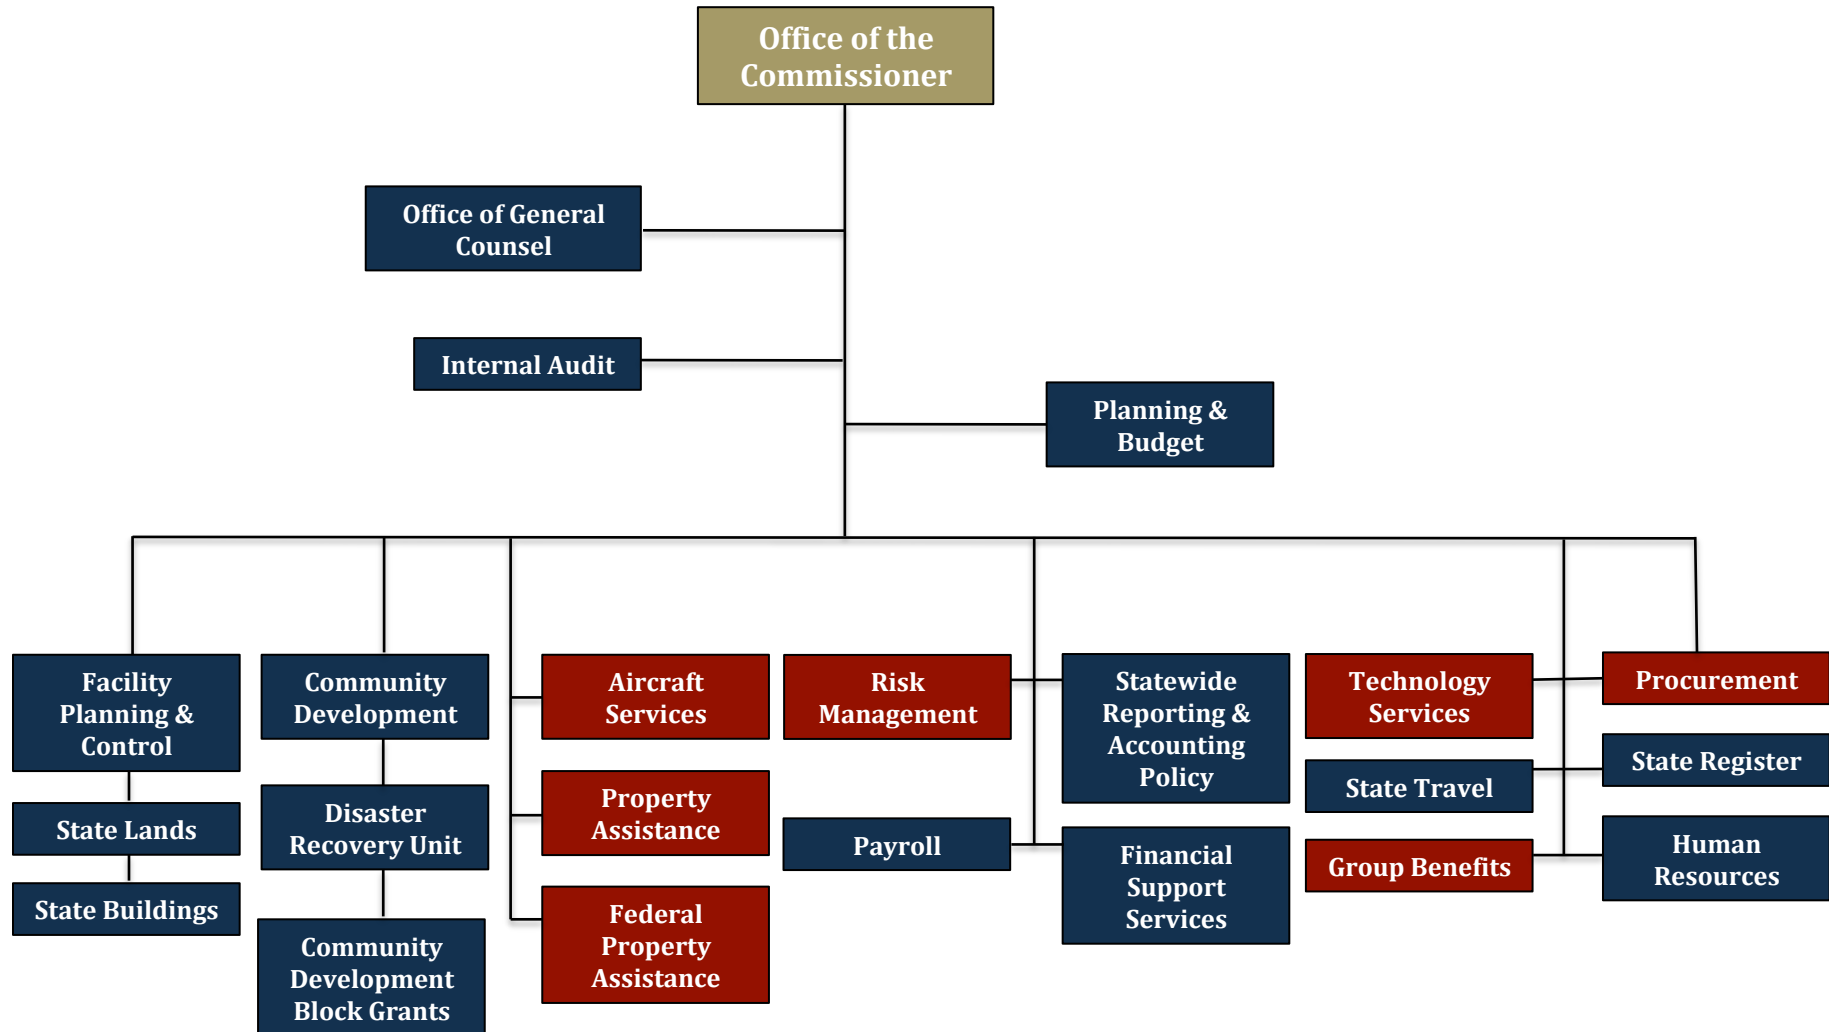 Office of the
Commissioner
Office of General
Counsel
Internal Audit
Planning &
Budget
Facility
Planning &
Control
State Lands
State Buildings
Community
Development
Disaster
Recovery Unit
Community
Development
Block Grants
Aircraft
Services
Property
Assistance
Federal
Property
Assistance
Risk
Management
Payroll
Statewide
Reporting &
Accounting
Policy
Financial
Support
Services
Technology
Services
State Travel
Group Benefits
Procurement
State Register
Human
Resources